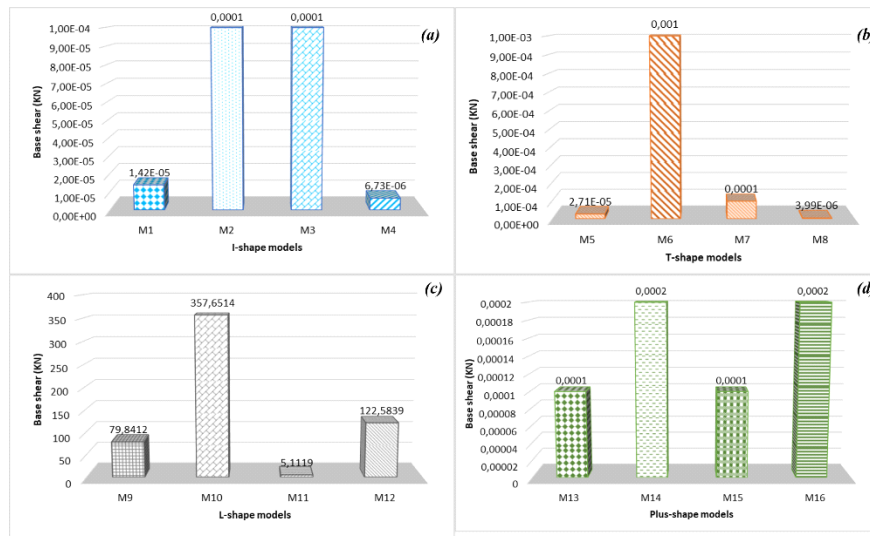 (a)
0,0001
0,0001
1,00E-04
9,00E-05
8,00E-05
7,00E-05
6,00E-05
5,00E-05
4,00E-05
3,00E-05
2,00E-05
1,00E-05
0,00E+00
Base shear (KN)
1,42E-05
6,73E-06
M1 M2 M3 M4
I-shape models
(b)
0,001
1,00E-03
9,00E-04
8,00E-04
7,00E-04
6,00E-04
5,00E-04
4,00E-04
3,00E-04
2,00E-04
1,00E-04
0,00E+00
Base shear (KN)
2,71E-05
0,0001
3,99E-06
M5 M6 M7 M8
T-shape models
(c)
400
350
300
250
200
150
100
50
0
Base shear (KN)
79,8412
357,6514
5,1119
122,5839
M9 M10 M11 M12
L-shape models
(d)
0,0002
0,0002
0,0002
0,00018
0,00016
0,00014
0,00012
0,0001
0,00008
0,00006
0,00004
0,00002
0
Base shear (KN)
0,0001
0,0001
M13 M14 M15 M16
Plus-shape models